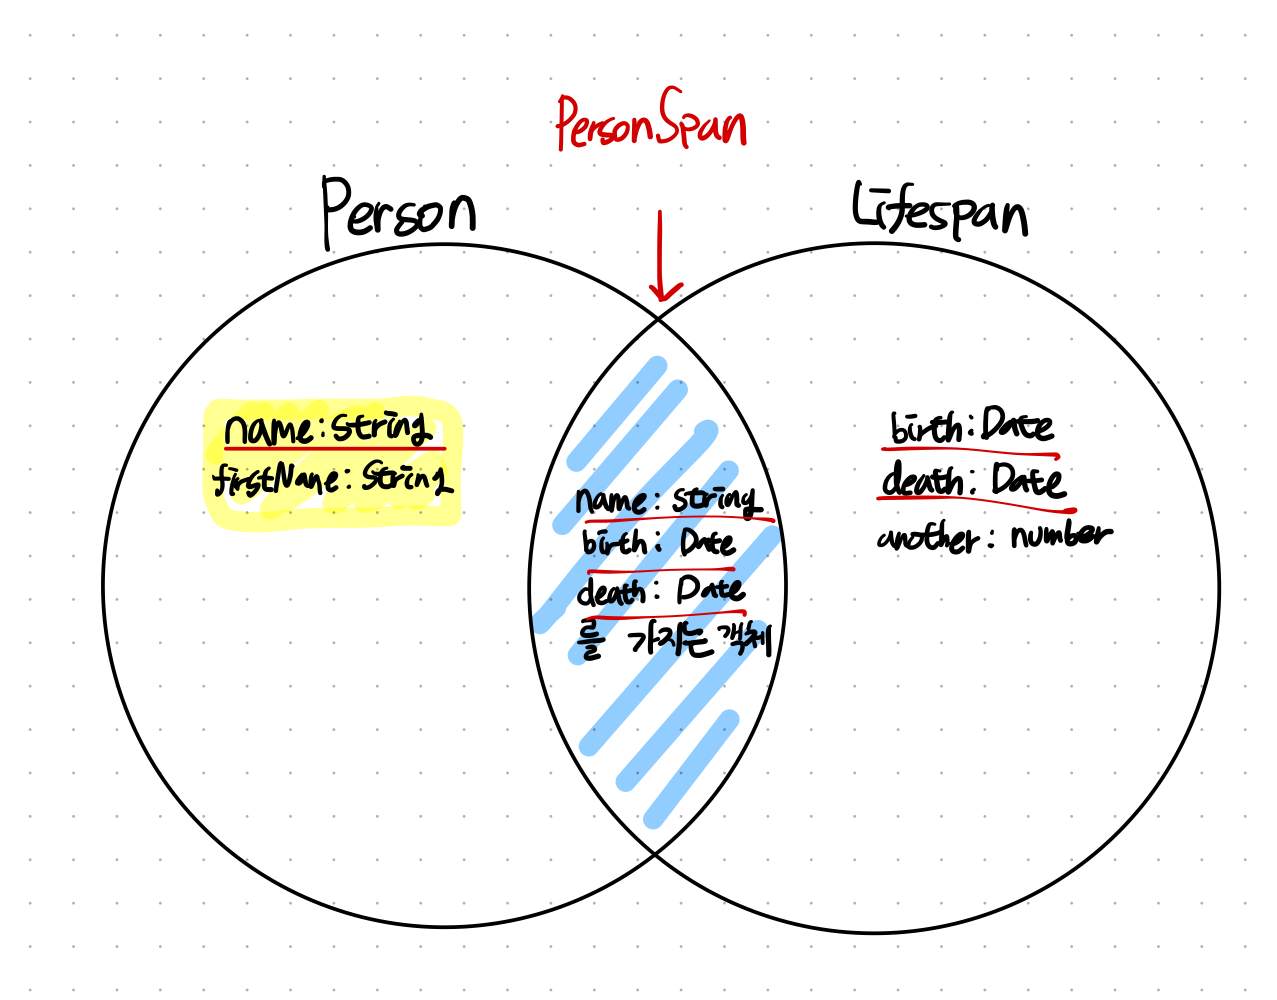 PersonSpan
Person
Lifespan
name: string
firstName: string
name: string
birth: Date
death: Date
를 가지는 객체
birth: Date
death: Date
another: number